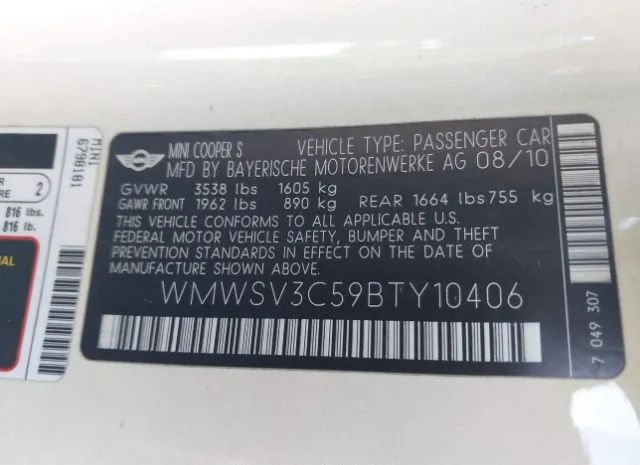 MINI 6798181
2
816 lbs.
816 lb.
MINI COOPER S VEHICLE TYPE: PASSENGER CAR
MFD BY BAYERISCHE MOTORENWERKE AG 08/10
GVWR 3538 lbs 1605 kg
GAWR FRONT 1962 lbs 890 kg REAR 1664 lbs 755 kg
THIS VEHICLE CONFORMS TO ALL APPLICABLE U.S.
FEDERAL MOTOR VEHICLE SAFETY, BUMPER AND THEFT
PREVENTION STANDARDS IN EFFECT ON THE DATE OF
MANUFACTURE SHOWN ABOVE.
WMWSV3C59BTY10406
7 049 307